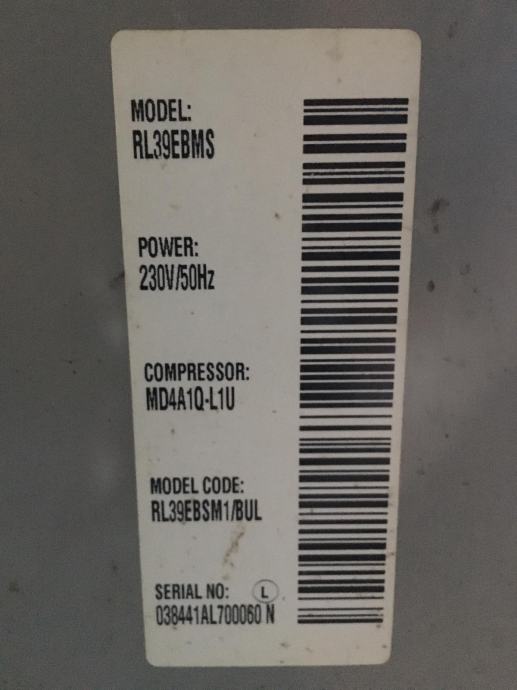 MODEL:
RL39EBMS
POWER:
230V/50Hz
COMPRESSOR:
MD4A1Q-L1U
MODEL CODE:
RL39EBSM1/BUL
SERIAL NO: L
038441AL700060 N